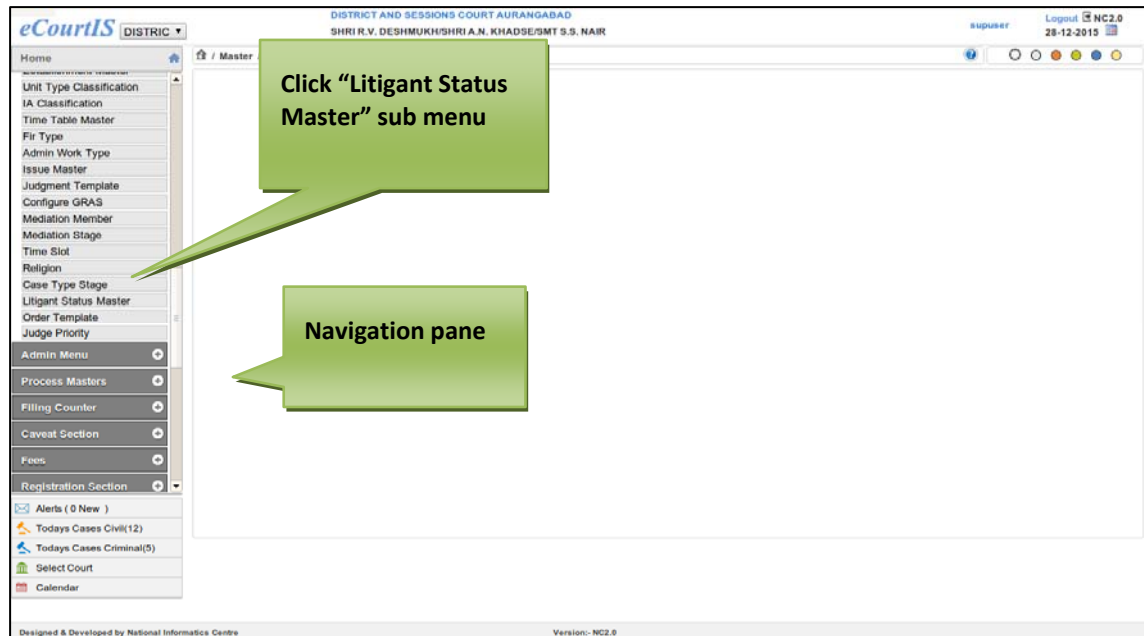 eCourtIS DISTRIC
DISTRICT AND SESSIONS COURT AURANGABAD
SHRI R.V. DESHMUKH/SHRI A.N. KHADSE/SMT S.S. NAIR
supuser
Logout NC2.0
28-12-2015
Home
/ Master /
Establishment Master
Unit Type Classification
IA Classification
Time Table Master
Fir Type
Admin Work Type
Issue Master
Judgment Template
Configure GRAS
Mediation Member
Mediation Stage
Time Slot
Religion
Case Type Stage
Litigant Status Master
Order Template
Judge Priority
Admin Menu
Process Masters
Filing Counter
Caveat Section
Fees
Registration Section
Alerts ( 0 New )
Todays Cases Civil(12)
Todays Cases Criminal(5)
Select Court
Calendar
Click “Litigant Status
Master” sub menu
Navigation pane
Designed & Developed by National Informatics Centre
Version:- NC2.0